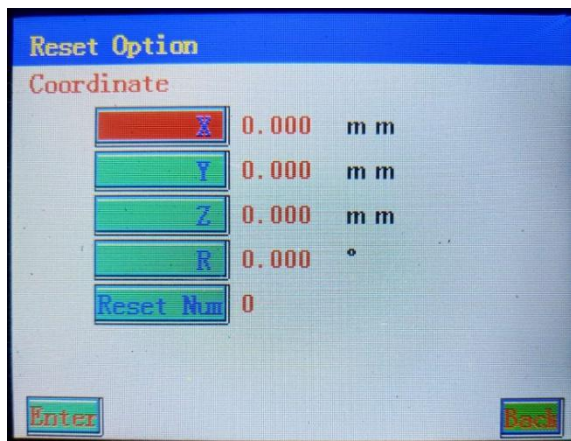 Reset Option
Coordinate
X 0.000 mm
Y 0.000 mm
Z 0.000 mm
R 0.000 °
Reset Num 0
Enter Back